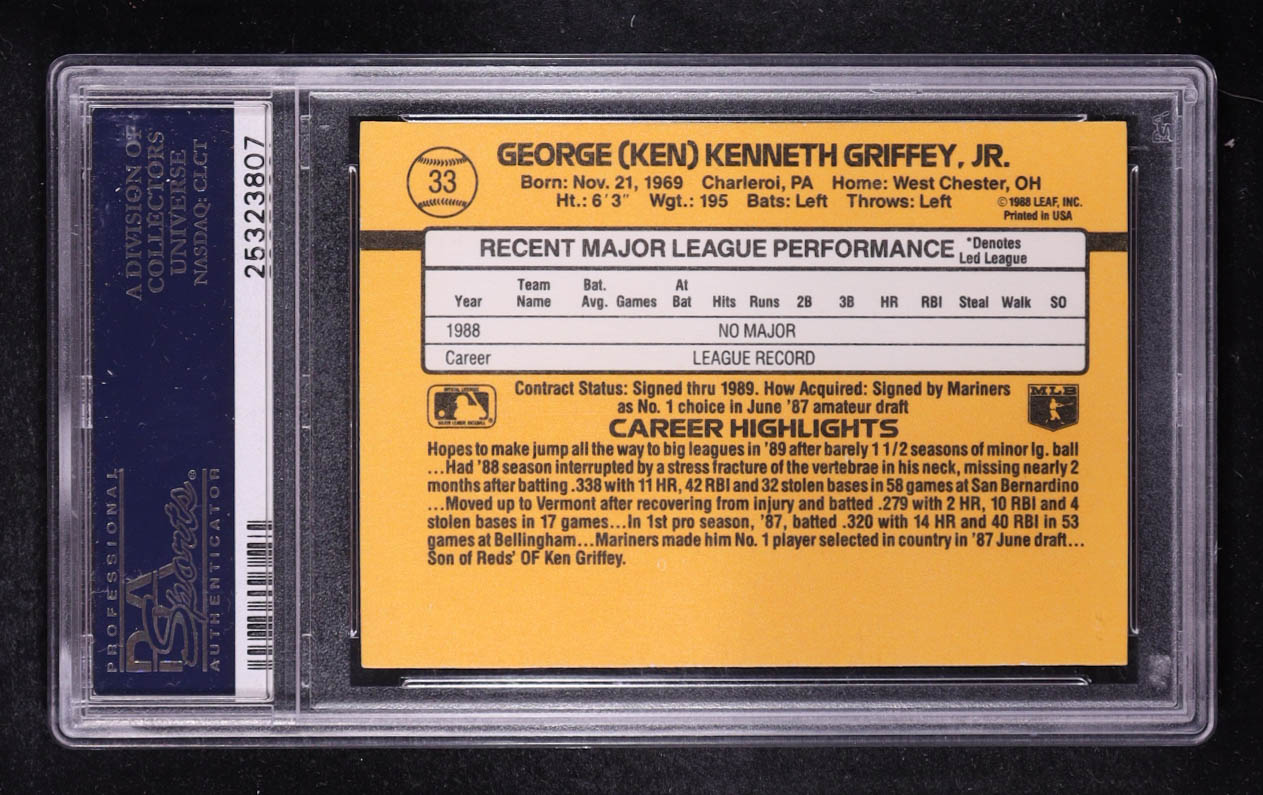 A DIVISION OF
COLLECTORS
UNIVERSE
NASDAQ: CLCT
25323807
PROFESSIONAL
PSA
Sports®
AUTHENTICATOR
33
GEORGE (KEN) KENNETH GRIFFEY, JR.
Born: Nov. 21, 1969 Charleroi, PA Home: West Chester, OH
Ht.: 6'3" Wgt.: 195 Bats: Left Throws: Left
©1988 LEAF, INC.
Printed in USA
RECENT MAJOR LEAGUE PERFORMANCE *Denotes
Led League
Year Team Name Bat. Avg. Games At Bat Hits Runs 2B 3B HR RBI Steal Walk SO
1988 NO MAJOR
Career LEAGUE RECORD
Contract Status: Signed thru 1989. How Acquired: Signed by Mariners
as No. 1 choice in June '87 amateur draft
MLB
CAREER HIGHLIGHTS
Hopes to make jump all the way to big leagues in '89 after barely 1 1/2 seasons of minor lg. ball
...Had '88 season interrupted by a stress fracture of the vertebrae in his neck, missing nearly 2
months after batting .338 with 11 HR, 42 RBI and 32 stolen bases in 58 games at San Bernardino
...Moved up to Vermont after recovering from injury and batted .279 with 2 HR, 10 RBI and 4
stolen bases in 17 games...In 1st pro season, '87, batted .320 with 14 HR and 40 RBI in 53
games at Bellingham...Mariners made him No. 1 player selected in country in '87 June draft...
Son of Reds' OF Ken Griffey.